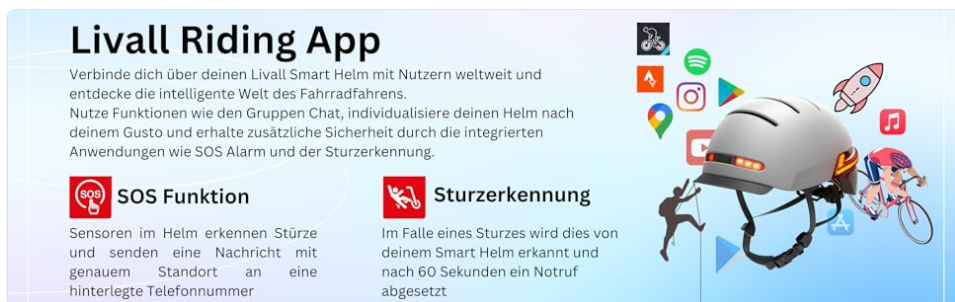 Livall Riding App
Verbinde dich über deinen Livall Smart Helm mit Nutzern weltweit und
entdecke die intelligente Welt des Fahrradfahrens.
Nutze Funktionen wie den Gruppen Chat, individualisiere deinen Helm nach
deinem Gusto und erhalte zusätzliche Sicherheit durch die integrierten
Anwendungen wie SOS Alarm und der Sturzerkennung.
SOS
SOS Funktion
Sensoren im Helm erkennen Stürze
und senden eine Nachricht mit
genauem Standort an eine
hinterlegte Telefonnummer
Sturzerkennung
Im Falle eines Sturzes wird dies von
deinem Smart Helm erkannt und
nach 60 Sekunden ein Notruf
abgesetzt